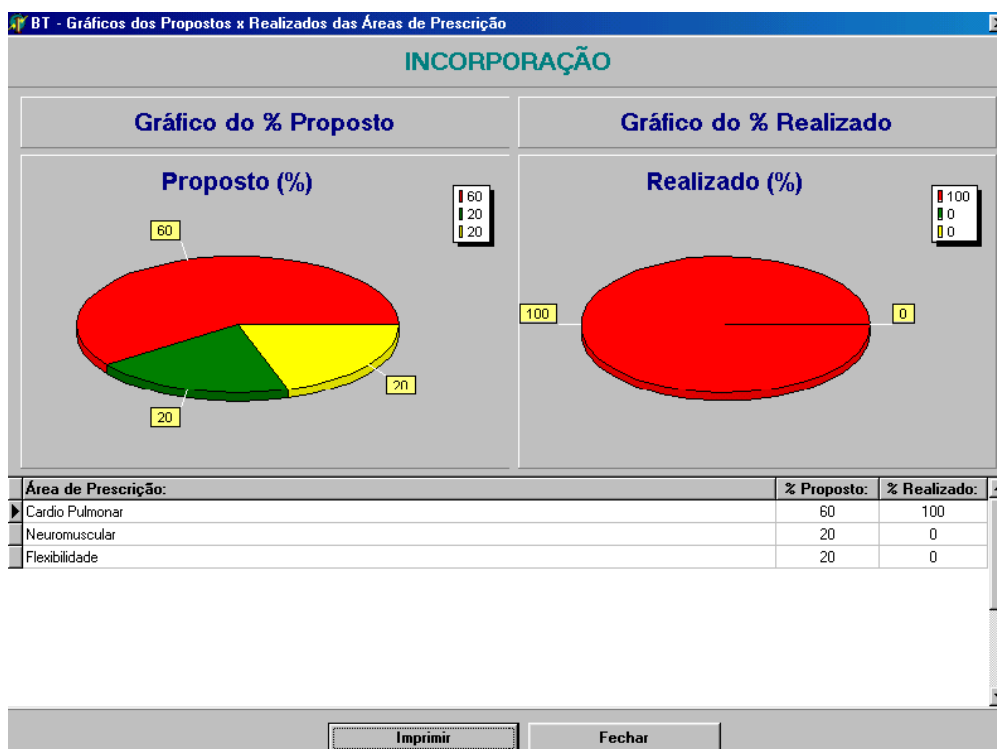 BT - Gráficos dos Propostos x Realizados das Áreas de Prescrição
INCORPORAÇÃO
Gráfico do % Proposto
Gráfico do % Realizado
Proposto (%)
60
20
20
60
20
20
Realizado (%)
100
0
0
100
0
Área de Prescrição: % Proposto: % Realizado:
Cardio Pulmonar 60 100
Neuromuscular 20 0
Flexibilidade 20 0
Imprimir Fechar